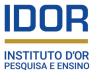 IDOR
INSTITUTO D'OR
PESQUISA E ENSINO